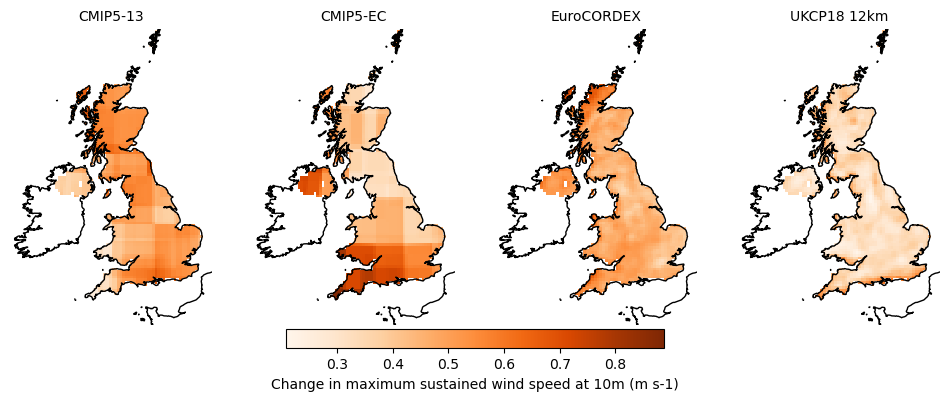 CMIP5-13 CMIP5-EC EuroCORDEX UKCP18 12km
0.3 0.4 0.5 0.6 0.7 0.8
Change in maximum sustained wind speed at 10m (m s-1)